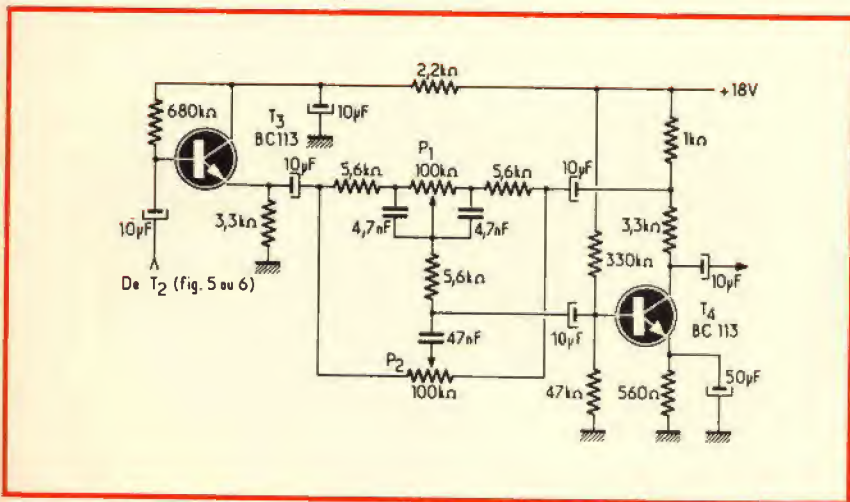 2,2kΩ
+18V
680kΩ
T3
BC113
10µF
1kΩ
10µF
5,6kΩ
P1
100kΩ
5,6kΩ
10µF
10µF
3,3kΩ
4,7nF
4,7nF
3,3kΩ
330kΩ
De T2 (fig. 5 ou 6)
5,6kΩ
10µF
T4
BC 113
47nF
10µF
P2
100kΩ
47kΩ
560Ω
50µF